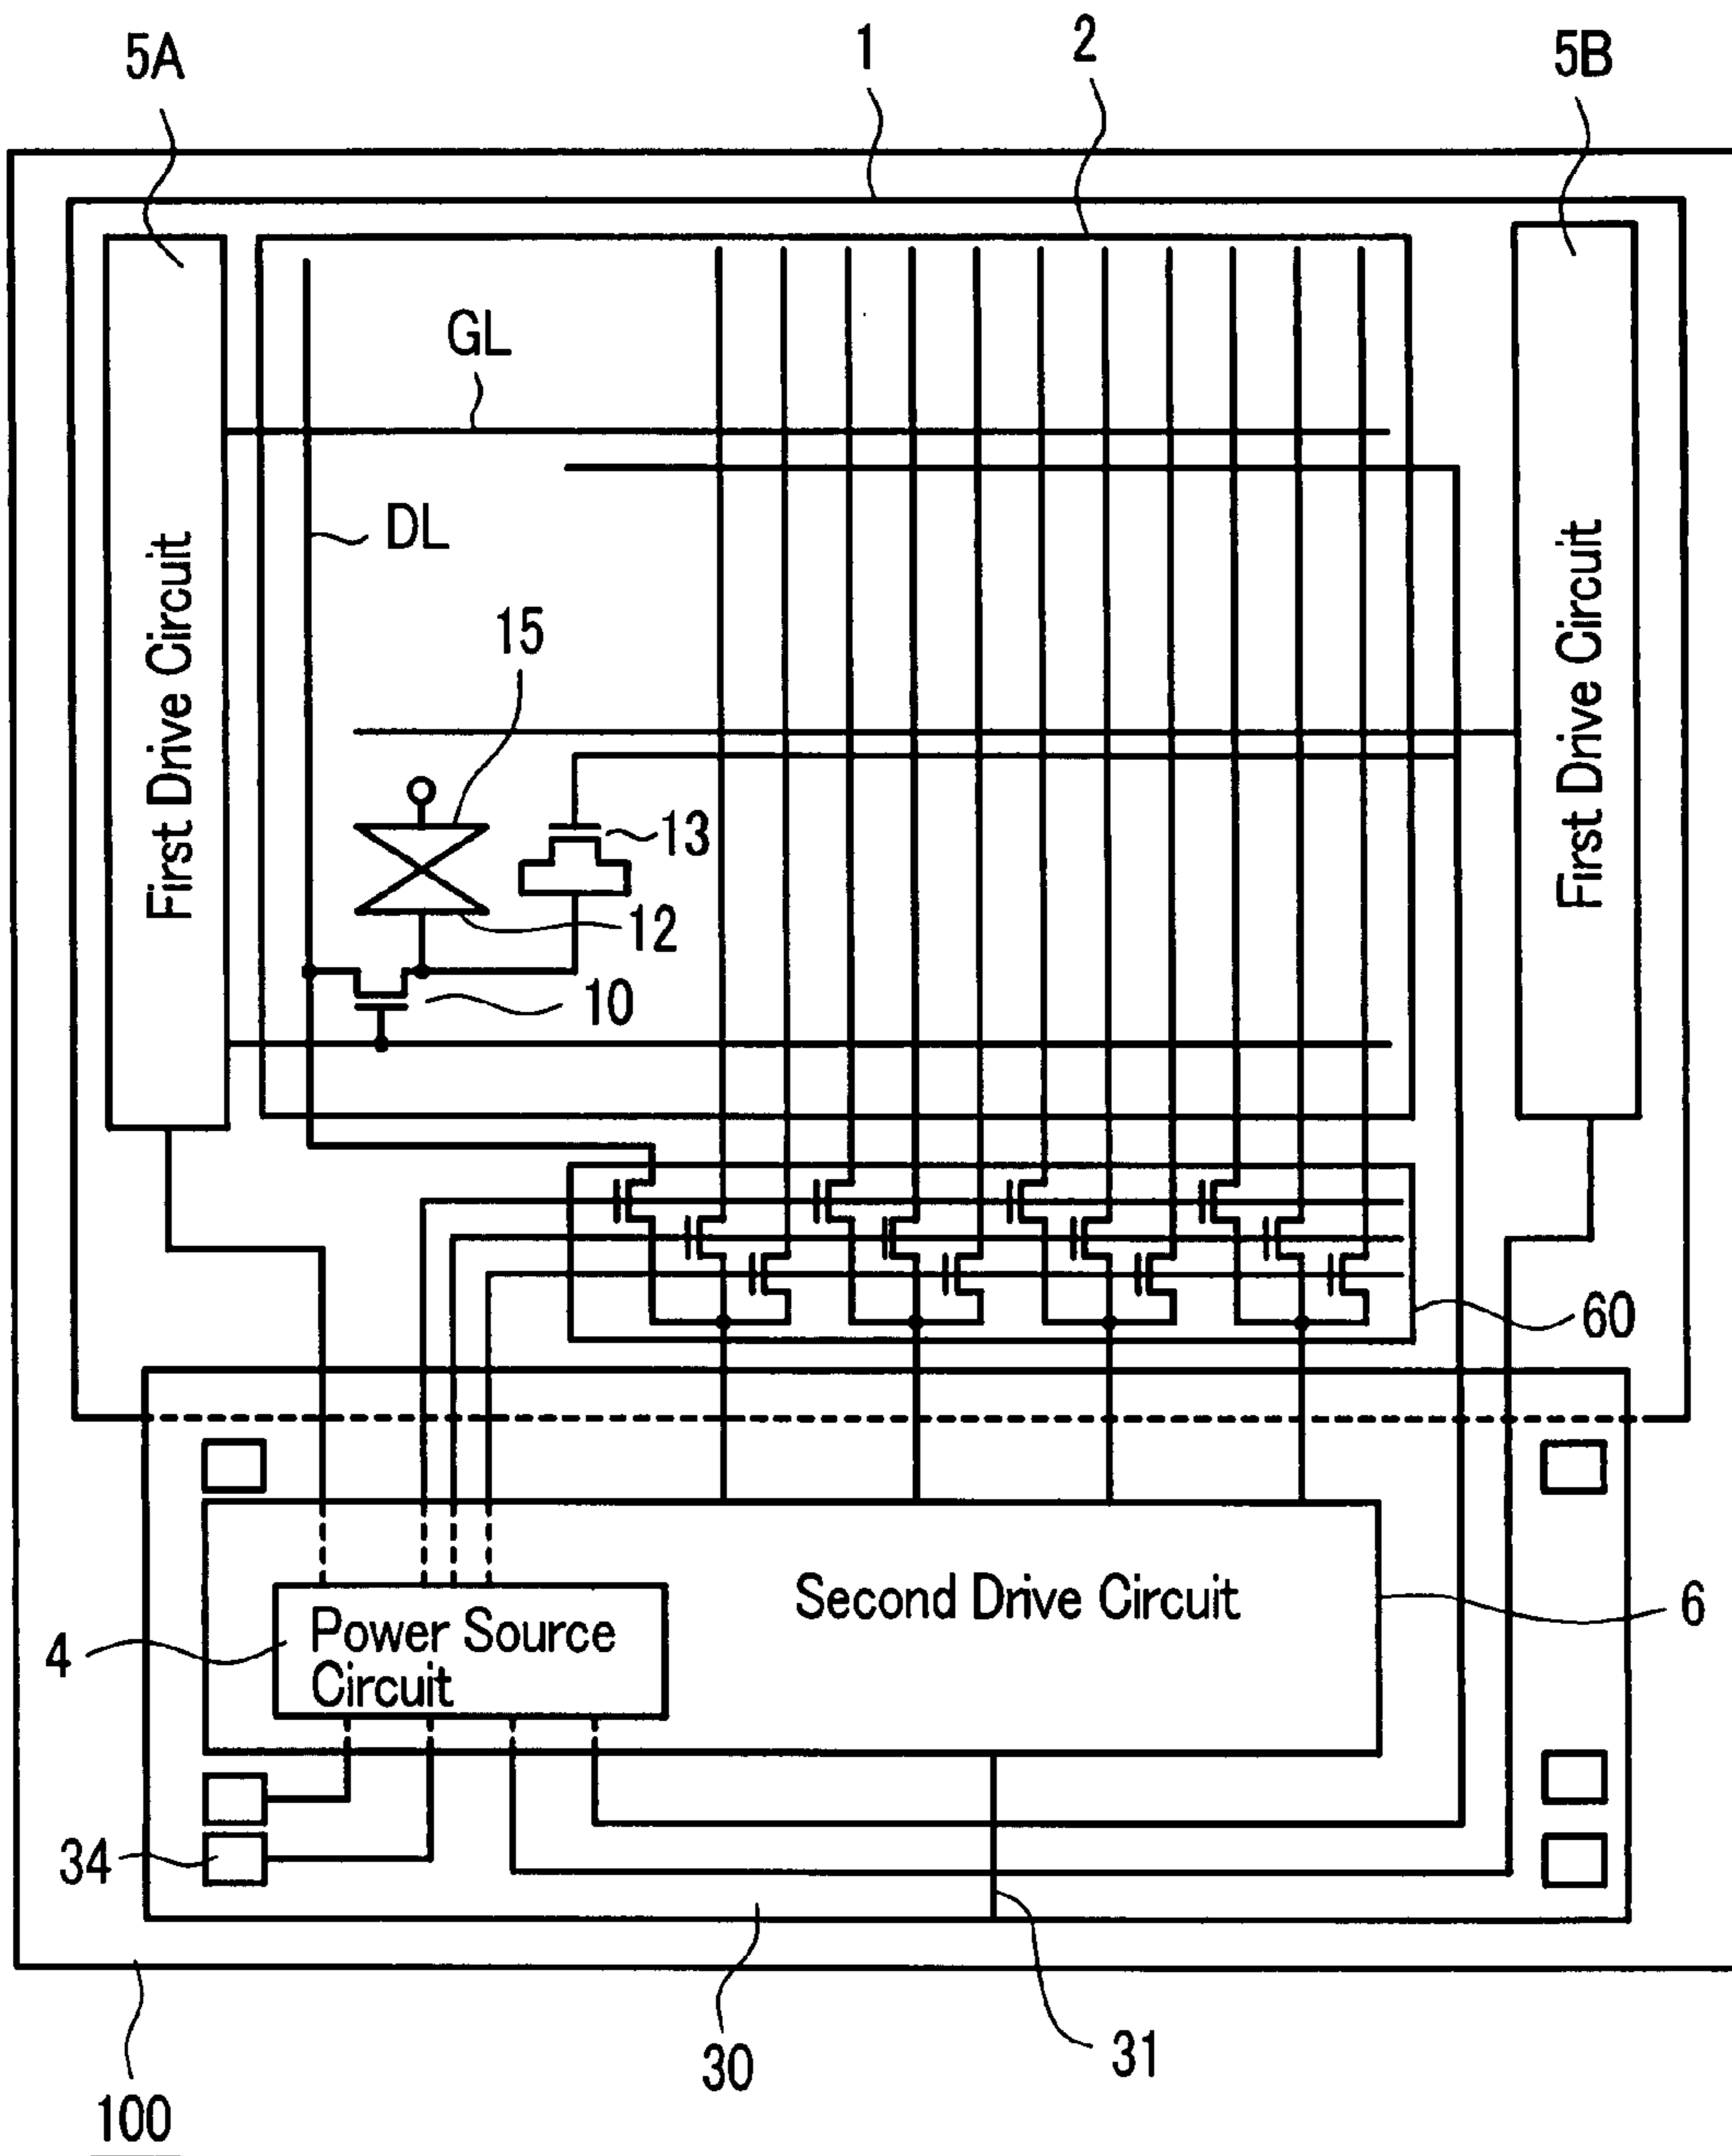 5A
1
2
5B
GL
DL
15
13
12
10
First Drive Circuit
First Drive Circuit
60
Second Drive Circuit
6
4
Power Source
Circuit
34
30
31
100